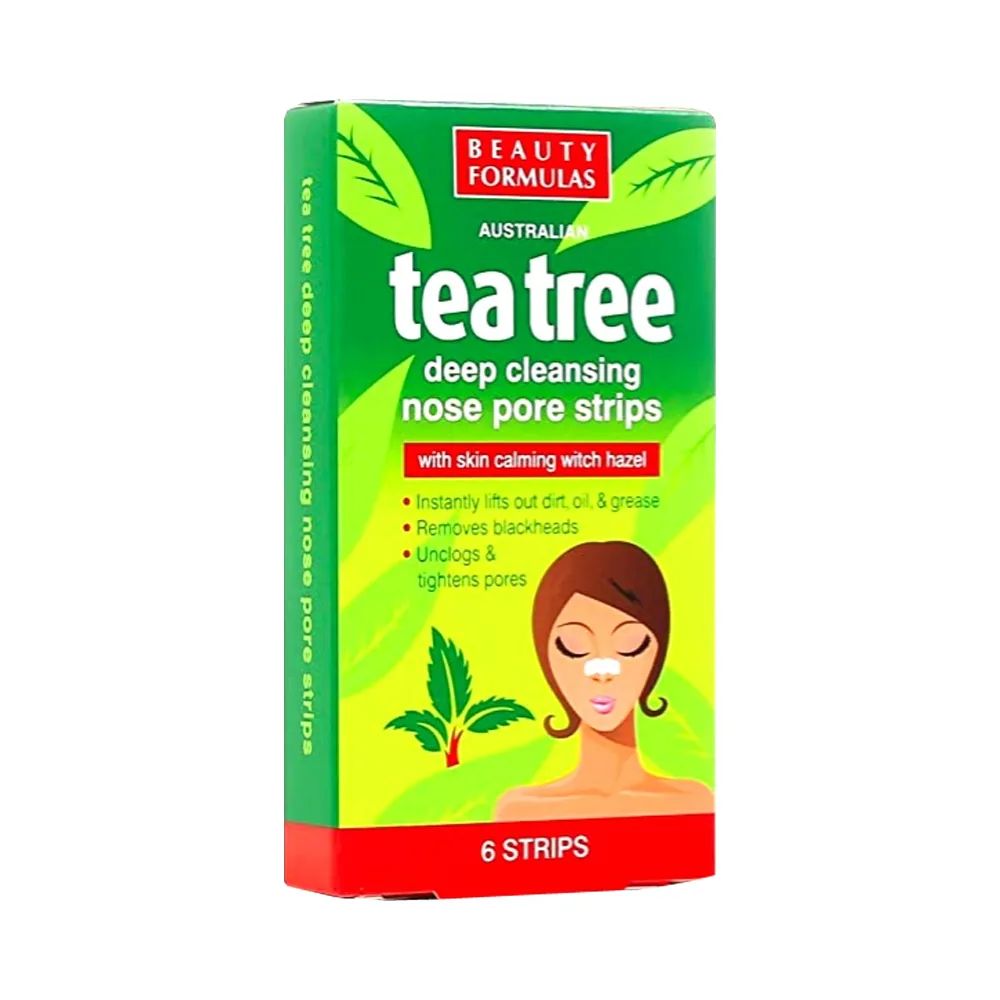 BEAUTY
FORMULAS
AUSTRALIAN
tea tree
deep cleansing
nose pore strips
with skin calming witch hazel
• Instantly lifts out dirt, oil, & grease
• Removes blackheads
• Unclogs &
tightens pores
6 STRIPS
tea tree deep cleansing nose pore strips